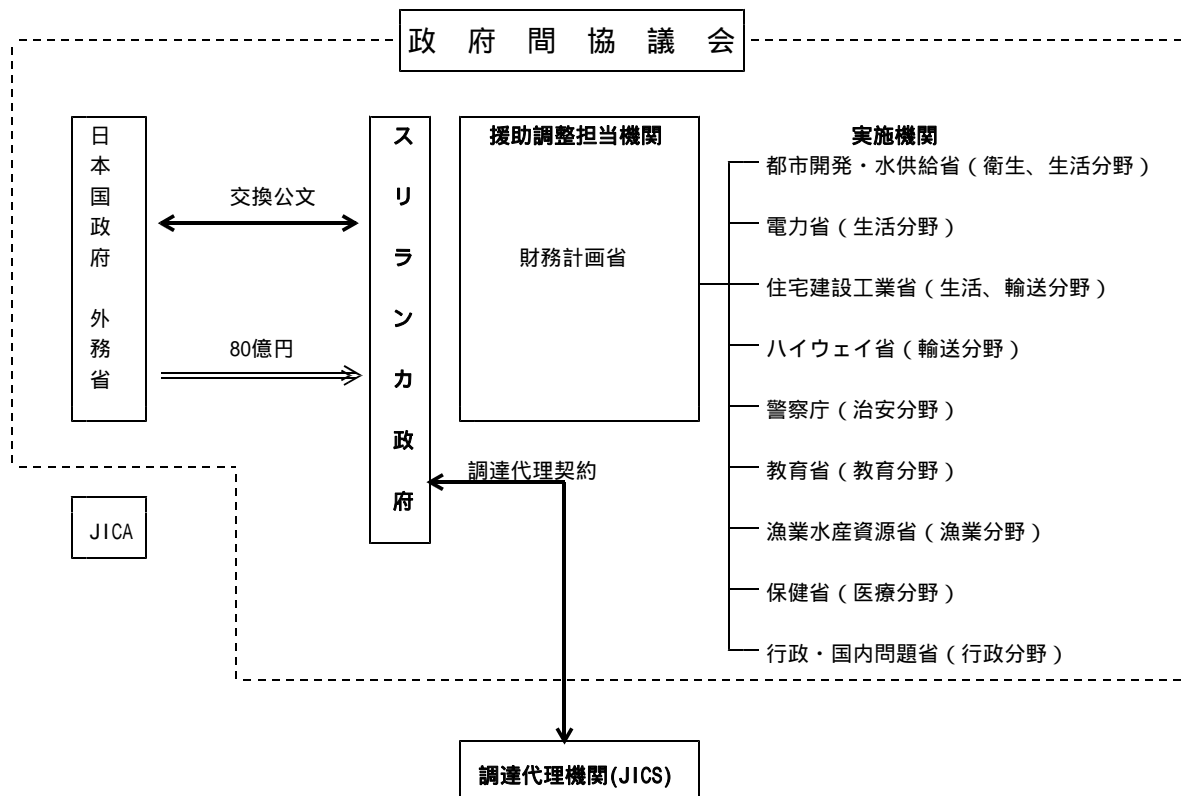 政府間協議会
日本国政府 外務省
交換公文
80億円
スリランカ政府
援助調整担当機関
財務計画省
実施機関
都市開発・水供給省(衛生、生活分野)
電力省(生活分野)
住宅建設工業省(生活、輸送分野)
ハイウェイ省(輸送分野)
警察庁(治安分野)
教育省(教育分野)
漁業水産資源省(漁業分野)
保健省(医療分野)
行政・国内問題省(行政分野)
調達代理契約
JICA
調達代理機関(JICS)